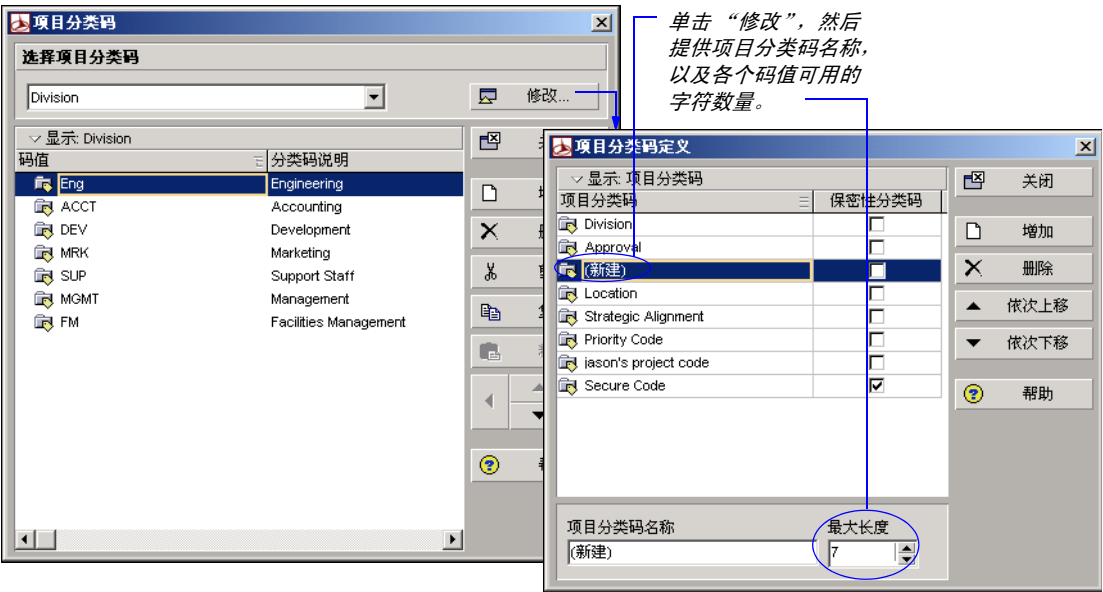 项目分类码
选择项目分类码
Division
修改...
显示: Division
码值 分类码说明
Eng Engineering
ACCT Accounting
DEV Development
MRK Marketing
SUP Support Staff
MGMT Management
FM Facilities Management
单击 “修改”，然后
提供项目分类码名称，
以及各个码值可用的
字符数量。
项目分类码定义
显示: 项目分类码
项目分类码 保密性分类码
Division
Approval
(新建)
Location
Strategic Alignment
Priority Code
jason's project code
Secure Code
关闭
增加
删除
依次上移
依次下移
帮助
项目分类码名称 最大长度
(新建) 7